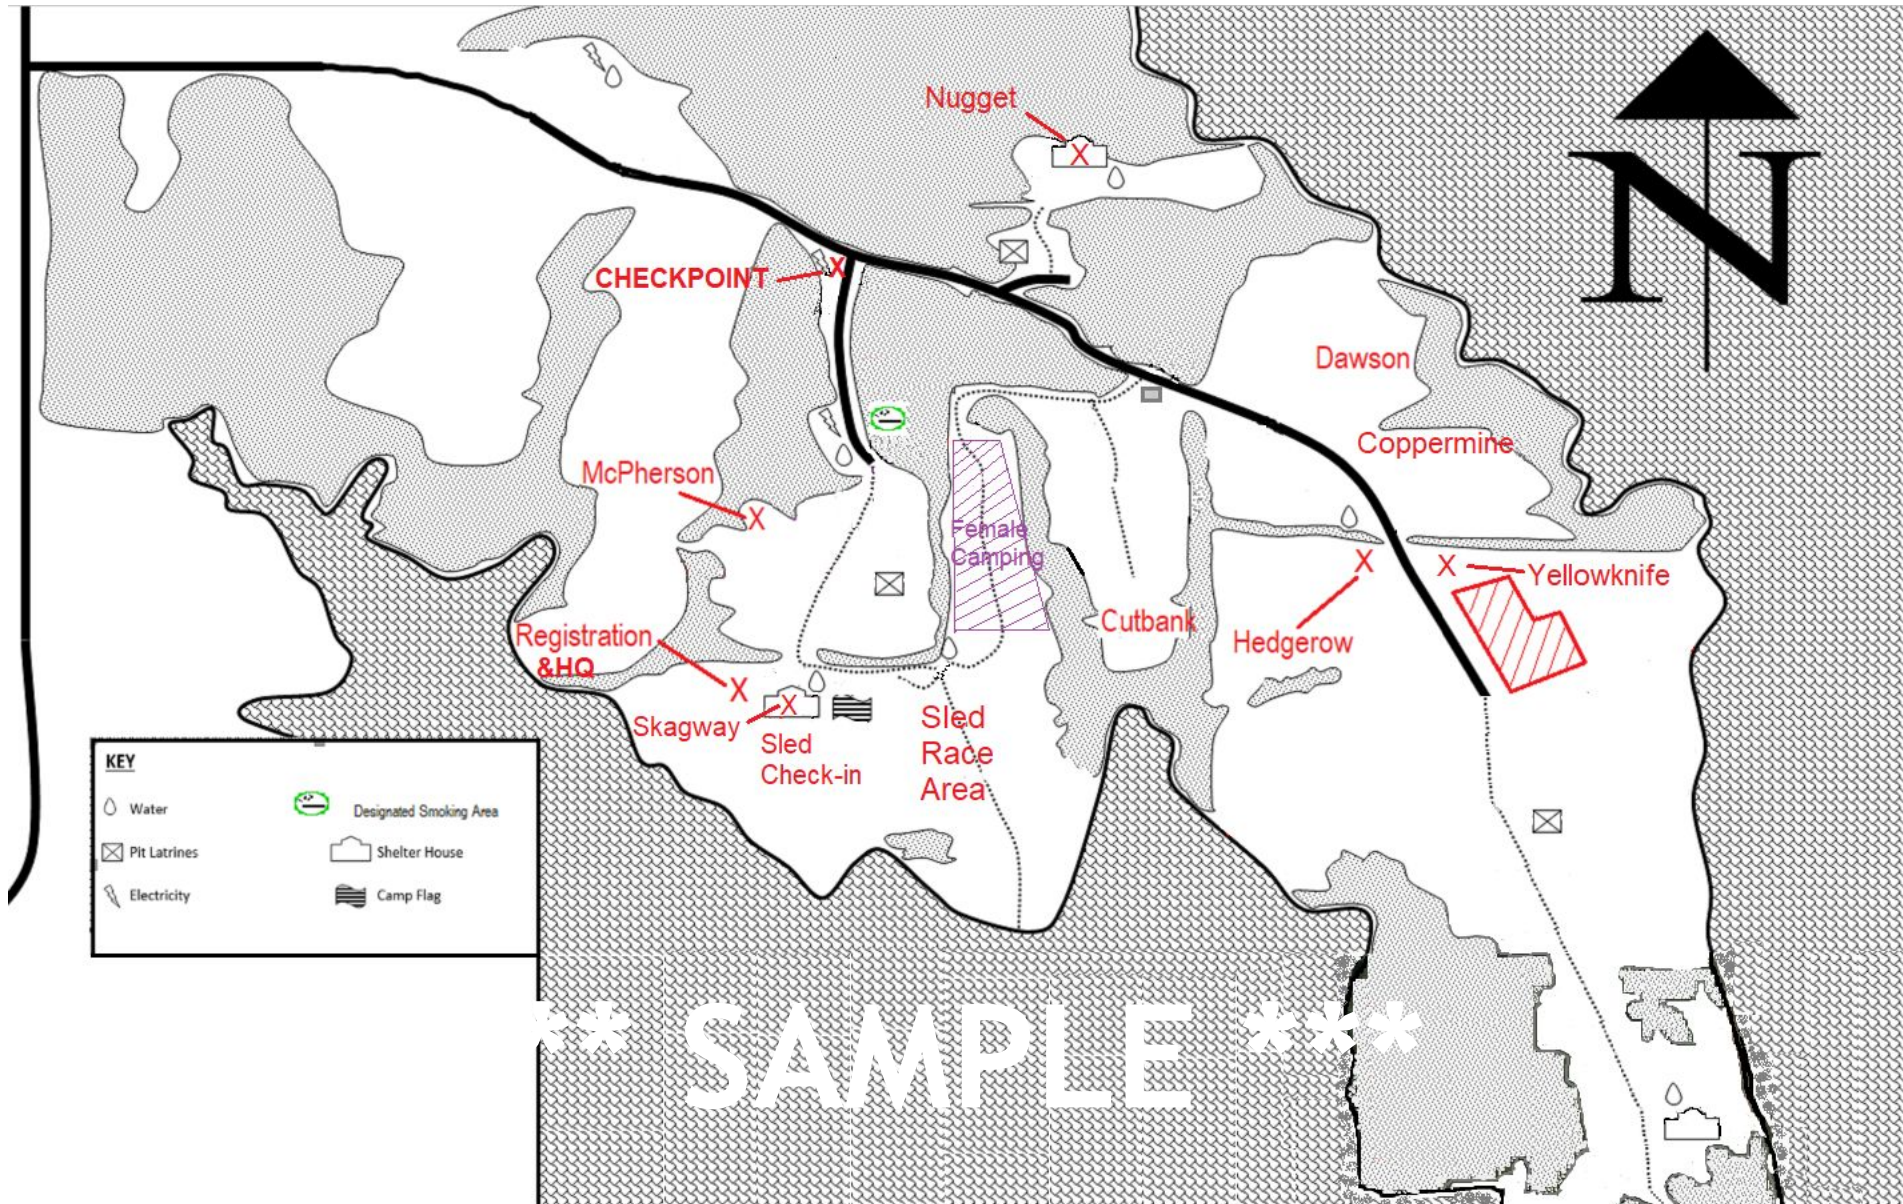 Nugget
N
CHECKPOINT
Dawson
Coppermine
McPherson
Female
Camping
Yellowknife
Cutbank
Registration
&HQ
Hedgerow
Skagway
Sled
Check-in
Sled
Race
Area
KEY
Water
Designated Smoking Area
Pit Latrines
Shelter House
Electricity
Camp Flag
** SAMPLE ***